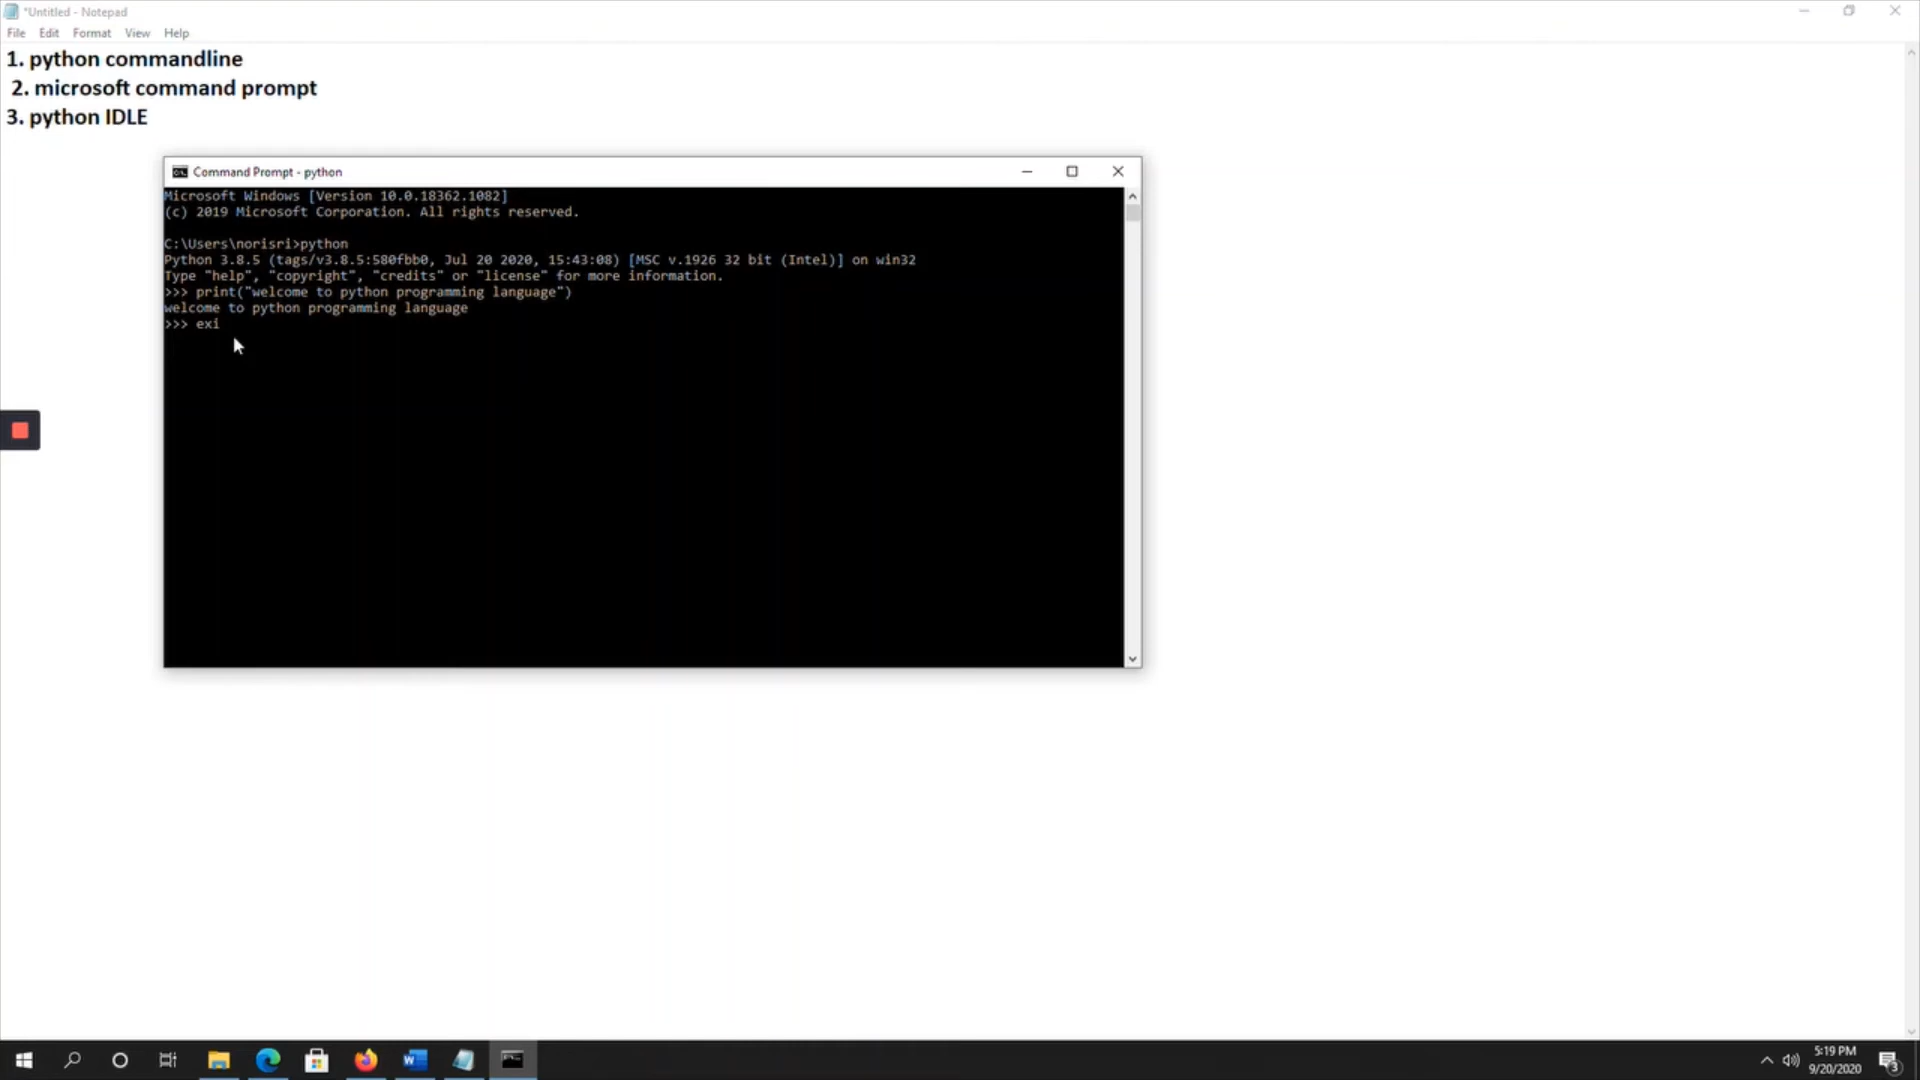 *Untitled - Notepad
File Edit Format View Help
1. python commandline
2. microsoft command prompt
3. python IDLE
Command Prompt - python
Microsoft Windows [Version 10.0.18362.1082]
(c) 2019 Microsoft Corporation. All rights reserved.
C:\Users\norisri>python
Python 3.8.5 (tags/v3.8.5:580fbb0, Jul 20 2020, 15:43:08) [MSC v.1926 32 bit (Intel)] on win32
Type "help", "copyright", "credits" or "license" for more information.
>>> print("welcome to python programming language")
welcome to python programming language
>>> exi
5:19 PM
9/20/2020
3